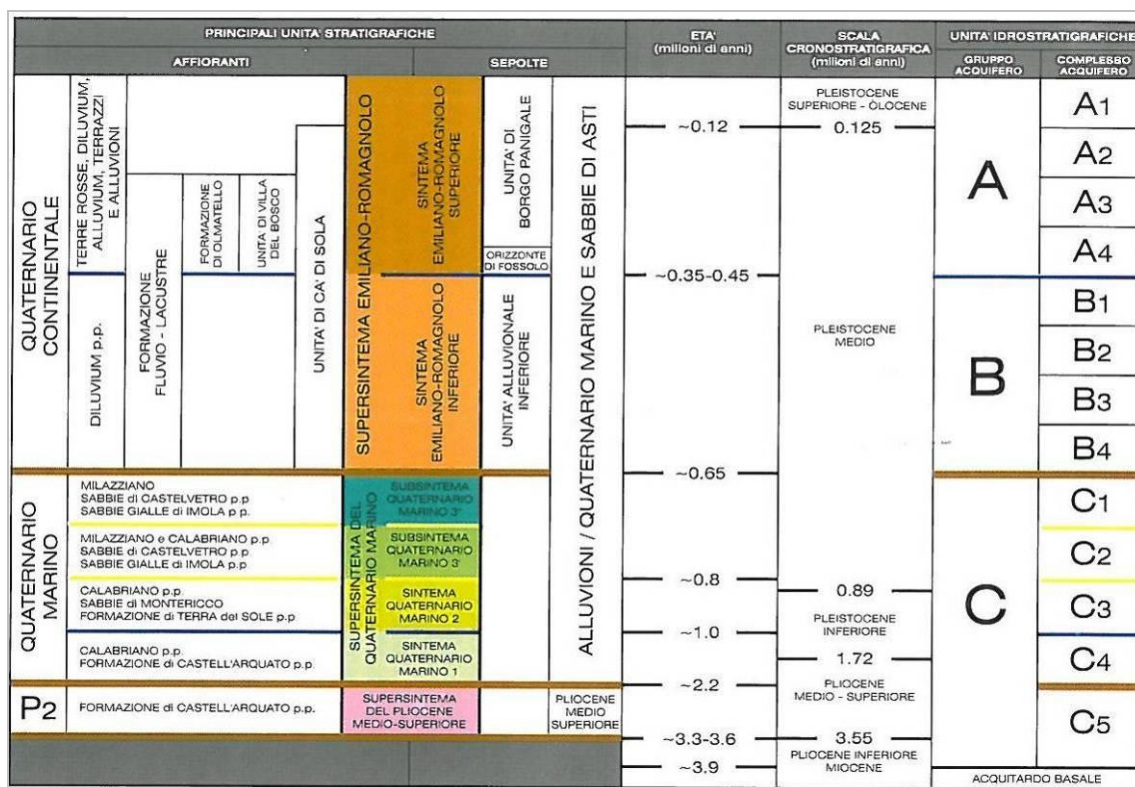 PRINCIPALI UNITA' STRATIGRAFICHE
AFFIORANTI
SEPOLTE
ETA'
(milioni di anni)
SCALA
CRONOSTRATIGRAFICA
(milioni di anni)
UNITA' IDROSTRATIGRAFICHE
GRUPPO
ACQUIFERO
COMPLESSO
ACQUIFERO
QUATERNARIO
CONTINENTALE
TERRE ROSSE, DILUVIUM,
ALLUVIUM, TERRAZZI
E ALLUVIONI
DILUVIUM p.p.
FORMAZIONE
FLUVIO - LACUSTRE
FORMAZIONE
DI OLMATELLO
UNITA' DI VILLA
DEL BOSCO
UNITA' DI CA' DI SOLA
SUPERSINTEMA EMILIANO-ROMAGNOLO
SINTEMA
EMILIANO-ROMAGNOLO
SUPERIORE
SINTEMA
EMILIANO-ROMAGNOLO
INFERIORE
UNITA' DI
BORGO PANIGALE
ORIZZONTE
DI FOSSOLO
UNITA' ALLUVIONALE
INFERIORE
ALLUVIONI / QUATERNARIO MARINO E SABBIE DI ASTI
QUATERNARIO
MARINO
MILAZZIANO
SABBIE di CASTELVETRO p.p
SABBIE GIALLE di IMOLA p.p.
MILAZZIANO e CALABRIANO p.p
SABBIE di CASTELVETRO p.p
SABBIE GIALLE di IMOLA p.p
CALABRIANO p.p.
SABBIE di MONTERICCO
FORMAZIONE di TERRA del SOLE p.p
CALABRIANO p.p.
FORMAZIONE di CASTELL'ARQUATO p.p.
SUPERSINTEMA DEL
QUATERNARIO MARINO
SUBSINTEMA
QUATERNARIO
MARINO 3"
SUBSINTEMA
QUATERNARIO
MARINO 3'
SINTEMA
QUATERNARIO
MARINO 2
SINTEMA
QUATERNARIO
MARINO 1
P2
FORMAZIONE di CASTELL'ARQUATO p.p.
SUPERSINTEMA
DEL PLIOCENE
MEDIO-SUPERIORE
PLIOCENE
MEDIO
SUPERIORE
~0.12
~0.35-0.45
~0.65
~0.8
~1.0
~2.2
~3.3-3.6
~3.9
PLEISTOCENE
SUPERIORE - OLOCENE
0.125
PLEISTOCENE
MEDIO
0.89
PLEISTOCENE
INFERIORE
1.72
PLIOCENE
MEDIO - SUPERIORE
3.55
PLIOCENE INFERIORE
MIOCENE
A
B
C
A1
A2
A3
A4
B1
B2
B3
B4
C1
C2
C3
C4
C5
ACQUITARDO BASALE